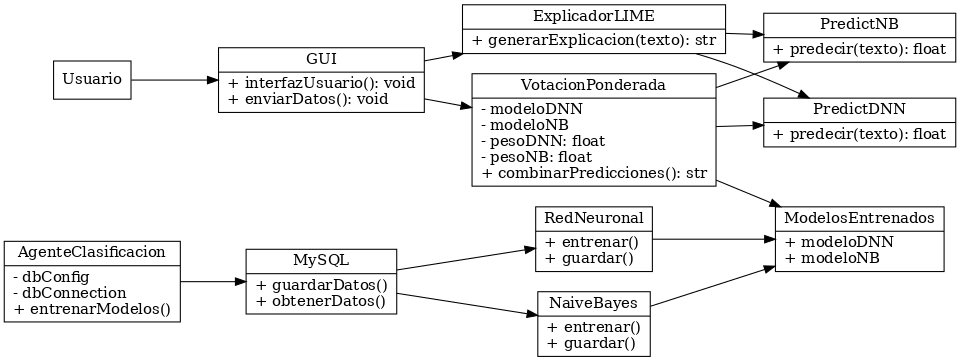 Usuario
GUI
+ interfazUsuario(): void
+ enviarDatos(): void
ExplicadorLIME
+ generarExplicacion(texto): str
VotacionPonderada
- modeloDNN
- modeloNB
- pesoDNN: float
- pesoNB: float
+ combinarPredicciones(): str
PredictNB
+ predecir(texto): float
PredictDNN
+ predecir(texto): float
AgenteClasificacion
- dbConfig
- dbConnection
+ entrenarModelos()
MySQL
+ guardarDatos()
+ obtenerDatos()
RedNeuronal
+ entrenar()
+ guardar()
NaiveBayes
+ entrenar()
+ guardar()
ModelosEntrenados
+ modeloDNN
+ modeloNB